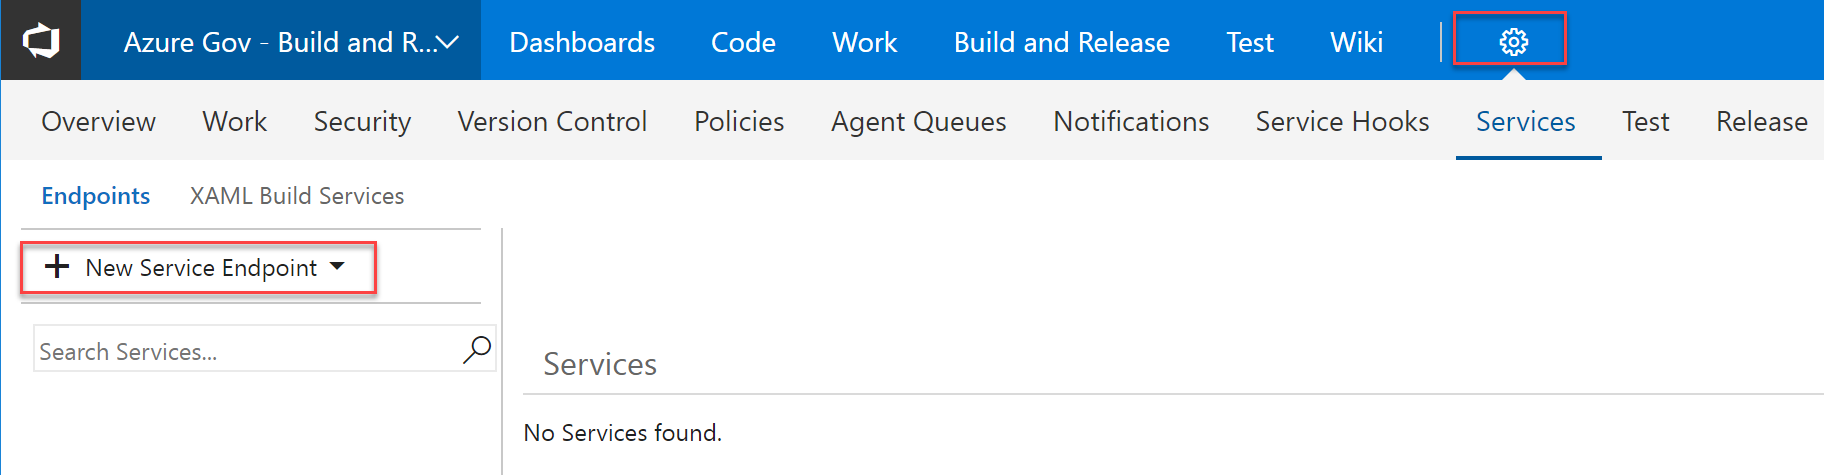 Azure Gov - Build and R... Dashboards Code Work Build and Release Test Wiki
Overview Work Security Version Control Policies Agent Queues Notifications Service Hooks Services Test Release
Endpoints XAML Build Services
+ New Service Endpoint
Search Services...
Services
No Services found.